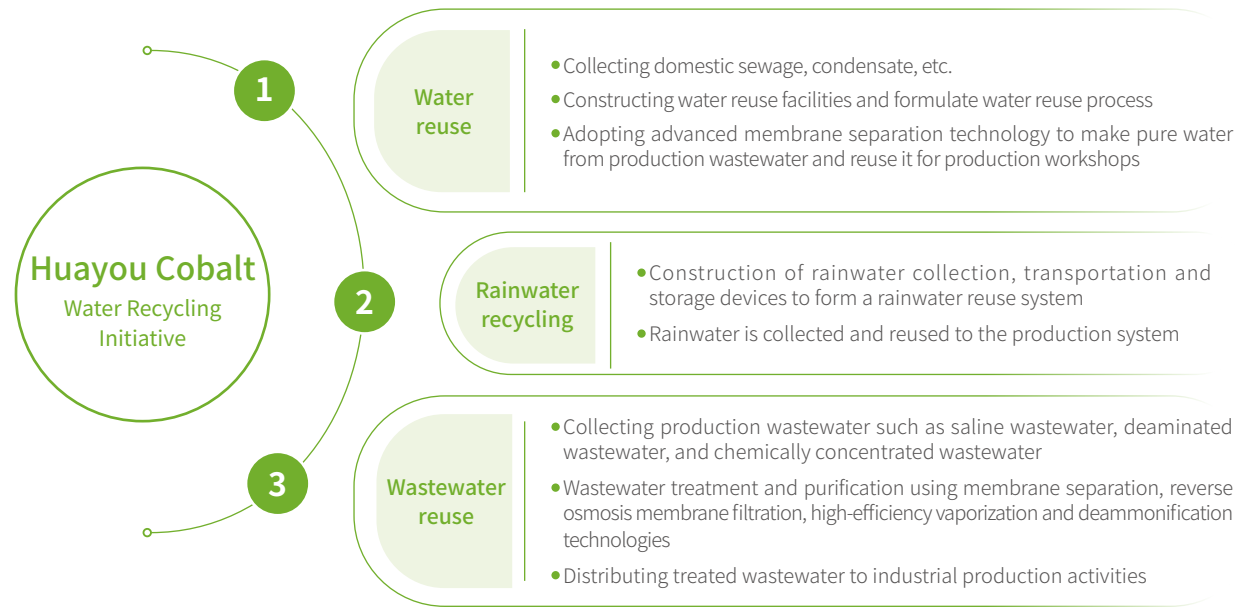 Huayou Cobalt
Water Recycling
Initiative
1
Water
reuse
•Collecting domestic sewage, condensate, etc.
•Constructing water reuse facilities and formulate water reuse process
•Adopting advanced membrane separation technology to make pure water
from production wastewater and reuse it for production workshops
2
Rainwater
recycling
•Construction of rainwater collection, transportation and
storage devices to form a rainwater reuse system
•Rainwater is collected and reused to the production system
3
Wastewater
reuse
•Collecting production wastewater such as saline wastewater, deaminated
wastewater, and chemically concentrated wastewater
•Wastewater treatment and purification using membrane separation, reverse
osmosis membrane filtration, high-efficiency vaporization and deammonification
technologies
•Distributing treated wastewater to industrial production activities